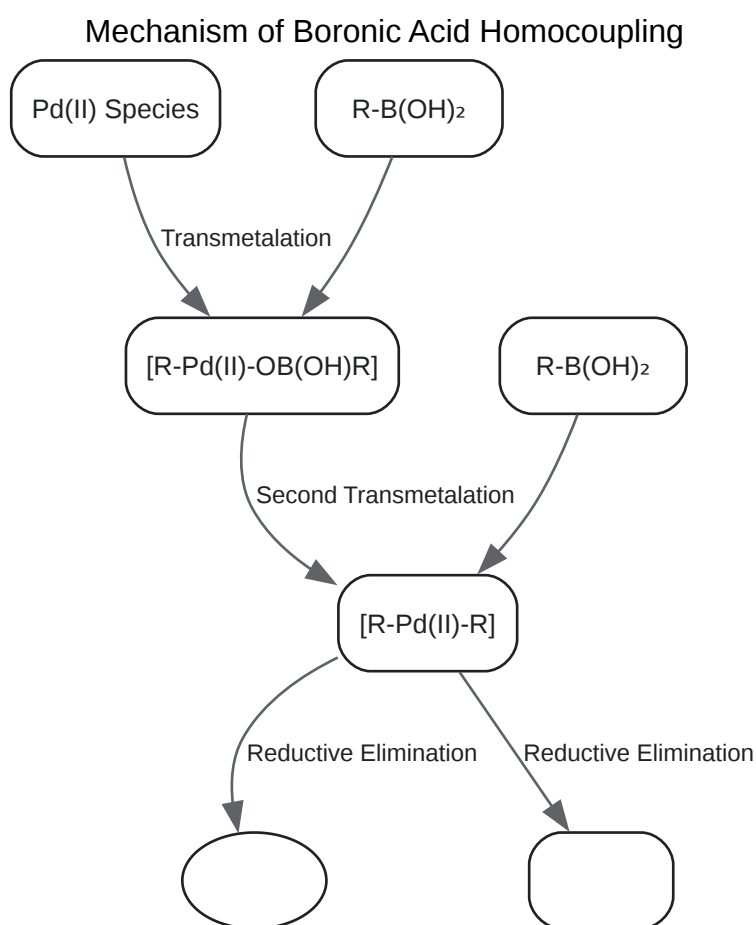 Mechanism of Boronic Acid Homocoupling
Pd(II) Species
R-B(OH)₂
Transmetalation
[R-Pd(II)-OB(OH)R]
R-B(OH)₂
Second Transmetalation
[R-Pd(II)-R]
Reductive Elimination
Reductive Elimination